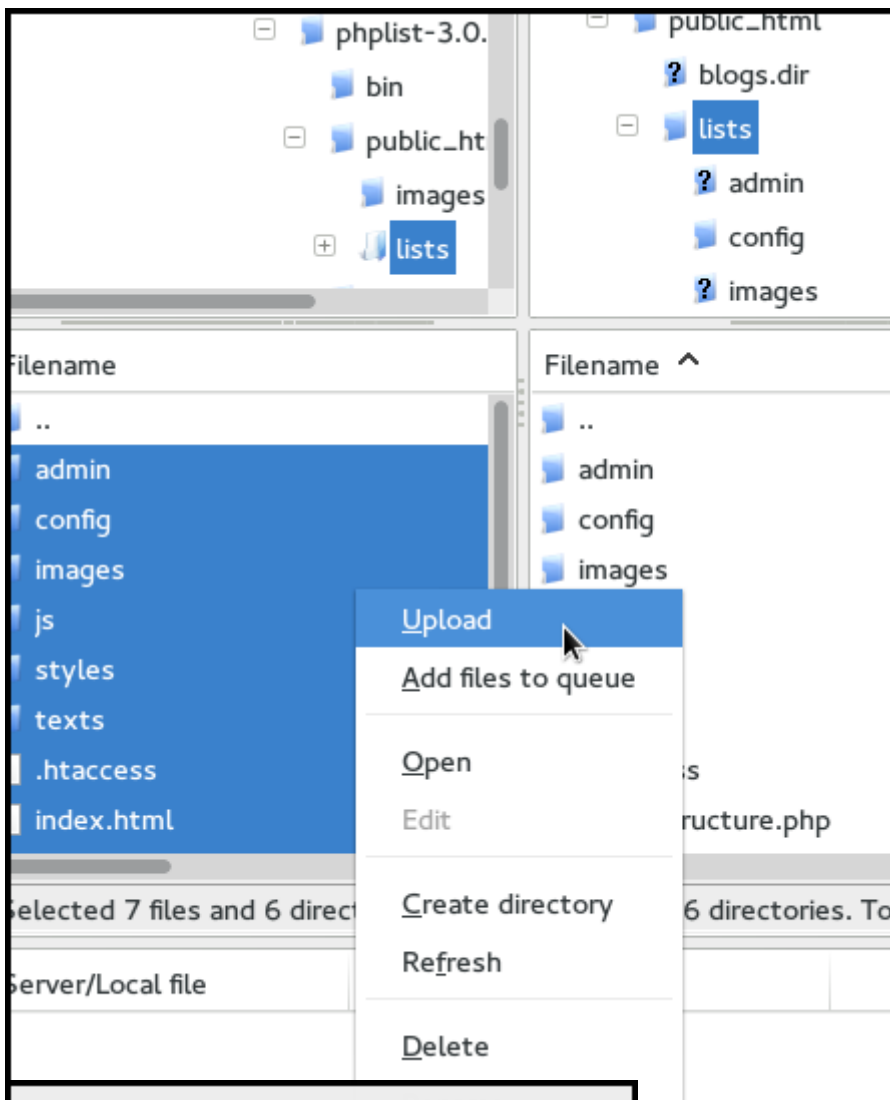 phplist-3.0.
bin
public_ht
images
lists
public_html
blogs.dir
lists
admin
config
images
Filename
..
admin
config
images
js
styles
texts
.htaccess
index.html
Selected 7 files and 6 direct
Filename
..
admin
config
images
ss
ructure.php
6 directories. To
Upload
Add files to queue
Open
Edit
Create directory
Refresh
Delete
Server/Local file